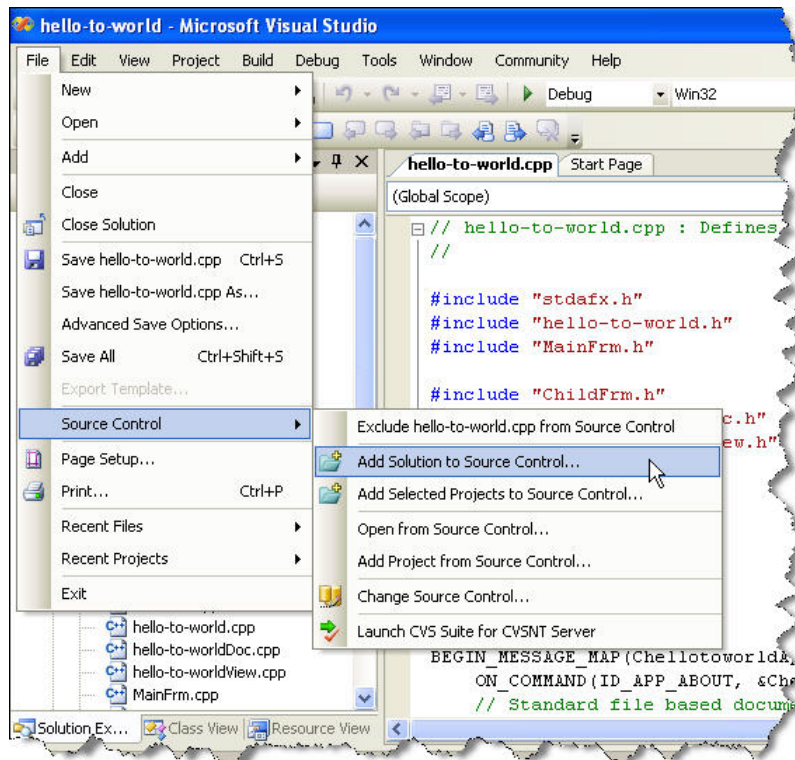 hello-to-world - Microsoft Visual Studio
File Edit View Project Build Debug Tools Window Community Help
Debug Win32
New
Open
Add
Close
Close Solution
Save hello-to-world.cpp Ctrl+S
Save hello-to-world.cpp As...
Advanced Save Options...
Save All Ctrl+Shift+S
Export Template...
Source Control
Page Setup...
Print... Ctrl+P
Recent Files
Recent Projects
Exit
Exclude hello-to-world.cpp from Source Control
Add Solution to Source Control...
Add Selected Projects to Source Control...
Open from Source Control...
Add Project from Source Control...
Change Source Control...
Launch CVS Suite for CVSNT Server
hello-to-world.cpp Start Page
(Global Scope)
// hello-to-world.cpp : Defines
//
#include "stdafx.h"
#include "hello-to-world.h"
#include "MainFrm.h"
#include "ChildFrm.h"
c.h"
ew.h"
BEGIN_MESSAGE_MAP(ChellotoworldA
ON_COMMAND(ID_APP_ABOUT, &Che
// Standard file based docume
hello-to-world.cpp
hello-to-worldDoc.cpp
hello-to-worldView.cpp
MainFrm.cpp
Solution Ex... Class View Resource View